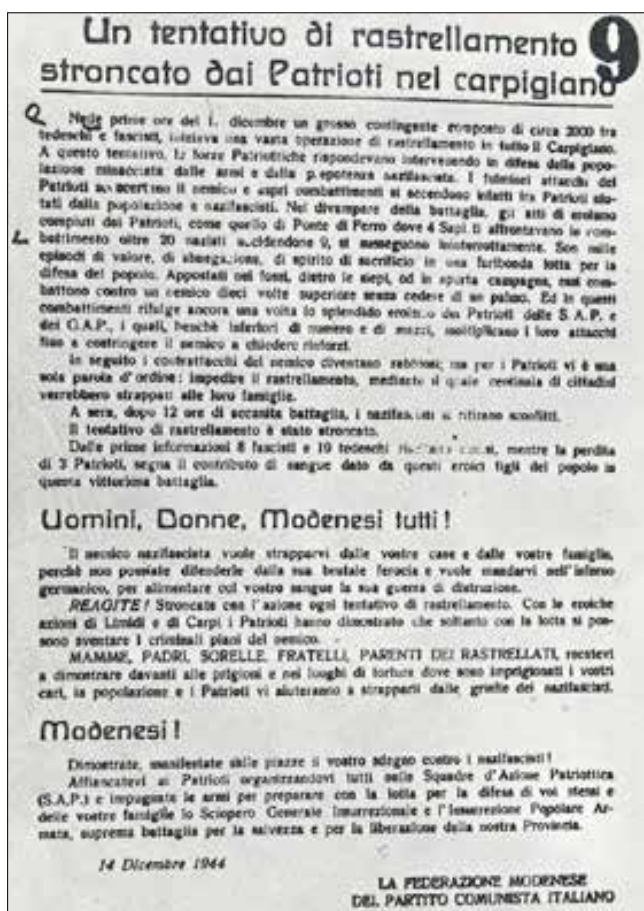 Un tentativo di rastrellamento 9
stroncato dai Patrioti nel carpigiano
Nelle prime ore del 1. dicembre un grosso contingente composto di circa 2000 tra
tedeschi e fascisti, iniziava una vasta operazione di rastrellamento in tutto il Carpigiano.
A questo tentativo, le forze Patriottiche rispondevano intervenendo in difesa della popo-
lazione minacciata dalle armi e dalla prepotenza nazifascista. I furiosi attacchi dei
Patrioti il nemico e aspri combattimenti si accendono infatti fra Patrioti aiu-
tati dalla popolazione e nazifascisti. Nel divampare della battaglia, gli atti di eroismo
compiuti dai Patrioti, come quello di Ponte di Ferro dove 4 Sap. affrontavano in com-
battimento oltre 20 nazisti uccidendone 9, si susseguono ininterrottamente. Son mille
episodi di valore, di abnegazione, di spirito di sacrificio in una furibonda lotta per la
difesa del popolo. Appostati nei fossi, dietro le siepi, od in aperta campagna, essi com-
battono contro un nemico dieci volte superiore senza cedere di un palmo. Ed in questi
combattimenti rifulge ancora una volta lo splendido eroismo dei Patrioti delle S.A.P. e
dei G.A.P., i quali, benchè inferiori di numero e di mezzi, moltiplicano i loro attacchi
fino a costringere il nemico a chiedere rinforzi.
In seguito i contrattacchi del nemico diventano rabbiosi; ma per i Patrioti vi è una
sola parola d'ordine: impedire il rastrellamento, mediante il quale centinaia di cittadini
verrebbero strappati alle loro famiglie.
A sera, dopo 12 ore di accanita battaglia, i nazifascisti si ritirano sconfitti.
Il tentativo di rastrellamento è stato stroncato.
Dalle prime informazioni 8 fascisti e 19 tedeschi mentre la perdita
di 3 Patrioti, segna il contributo di sangue dato da questi eroici figli del popolo in
questa vittoriosa battaglia.
Uomini, Donne, Modenesi tutti!
Il nemico nazifascista vuole strapparvi dalle vostre case e dalle vostre famiglie,
perchè non possiate difenderle dalla sua brutale ferocia e vuole mandarvi nell'inferno
germanico, per alimentare col vostro sangue la sua guerra di distruzione.
REAGITE! Stroncate con l'azione ogni tentativo di rastrellamento. Con le eroiche
azioni di Limidi e di Carpi i Patrioti hanno dimostrato che soltanto con la lotta si pos-
sono sventare i criminali piani del nemico.
MAMME, PADRI, SORELLE, FRATELLI, PARENTI DEI RASTRELLATI, recatevi
a dimostrare davanti alle prigioni e nei luoghi di tortura dove sono imprigionati i vostri
cari, la popolazione e i Patrioti vi aiuteranno a strapparli dalle grinfie dei nazifascisti.
Modenesi!
Dimostrate, manifestate sulle piazze il vostro sdegno contro i nazifascisti!
Affiancatevi ai Patrioti organizzandovi tutti nelle Squadre d'Azione Patriottica
(S.A.P.) e impugnate le armi per preparare con la lotta per la difesa di voi stessi e
delle vostre famiglie lo Sciopero Generale Insurrezionale e l'Insurrezione Popolare Ar-
mata, suprema battaglia per la salvezza e per la liberazione della nostra Provincia.
14 Dicembre 1944
LA FEDERAZIONE MODENESE
DEL PARTITO COMUNISTA ITALIANO